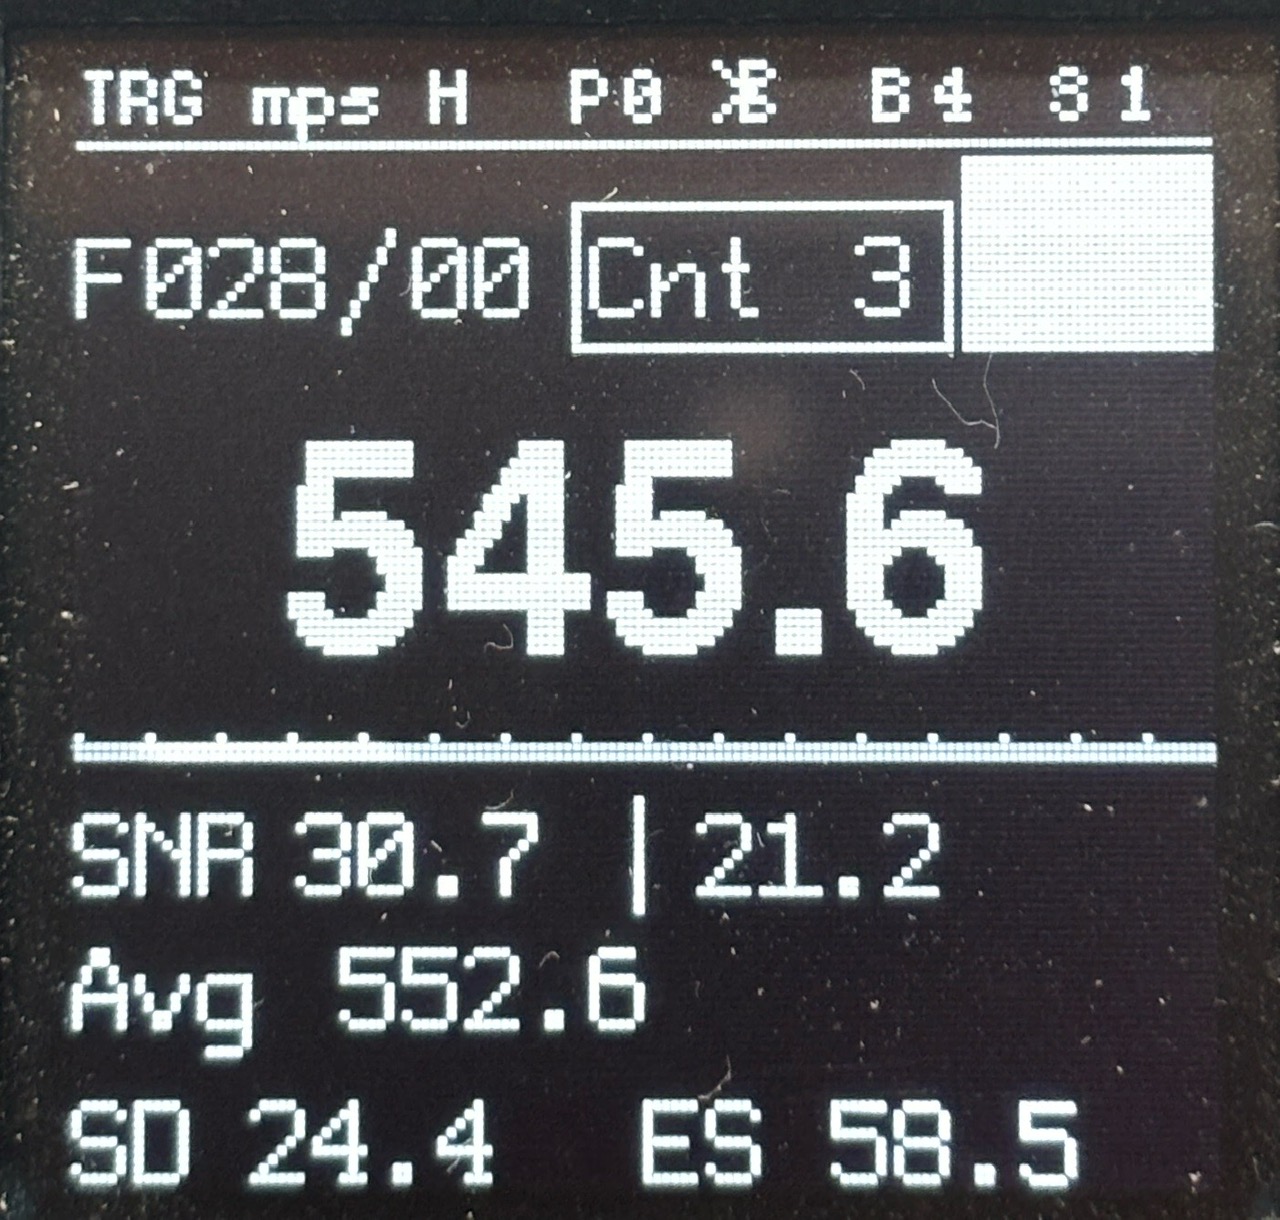 TRG mps H P0 B B4 S1
F028/00 Cnt 3
545.6
SNR 30.7 | 21.2
Avg 552.6
SD 24.4 ES 58.5